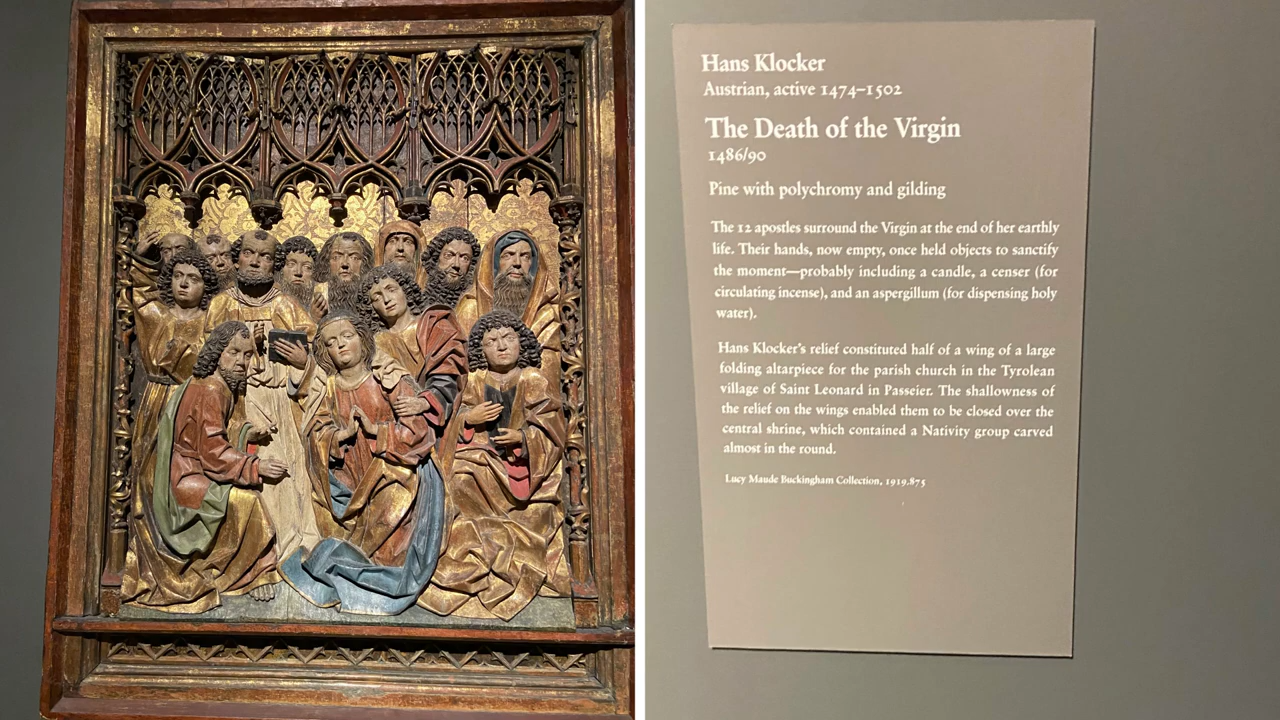 Hans Klocker
Austrian, active 1474–1502
The Death of the Virgin
1486/90
Pine with polychromy and gilding
The 12 apostles surround the Virgin at the end of her earthly
life. Their hands, now empty, once held objects to sanctify
the moment—probably including a candle, a censer (for
circulating incense), and an aspergillum (for dispensing holy
water).
Hans Klocker's relief constituted half of a wing of a large
folding altarpiece for the parish church in the Tyrolean
village of Saint Leonard in Passeier. The shallowness of
the relief on the wings enabled them to be closed over the
central shrine, which contained a Nativity group carved
almost in the round.
Lucy Maude Buckingham Collection, 1919.875